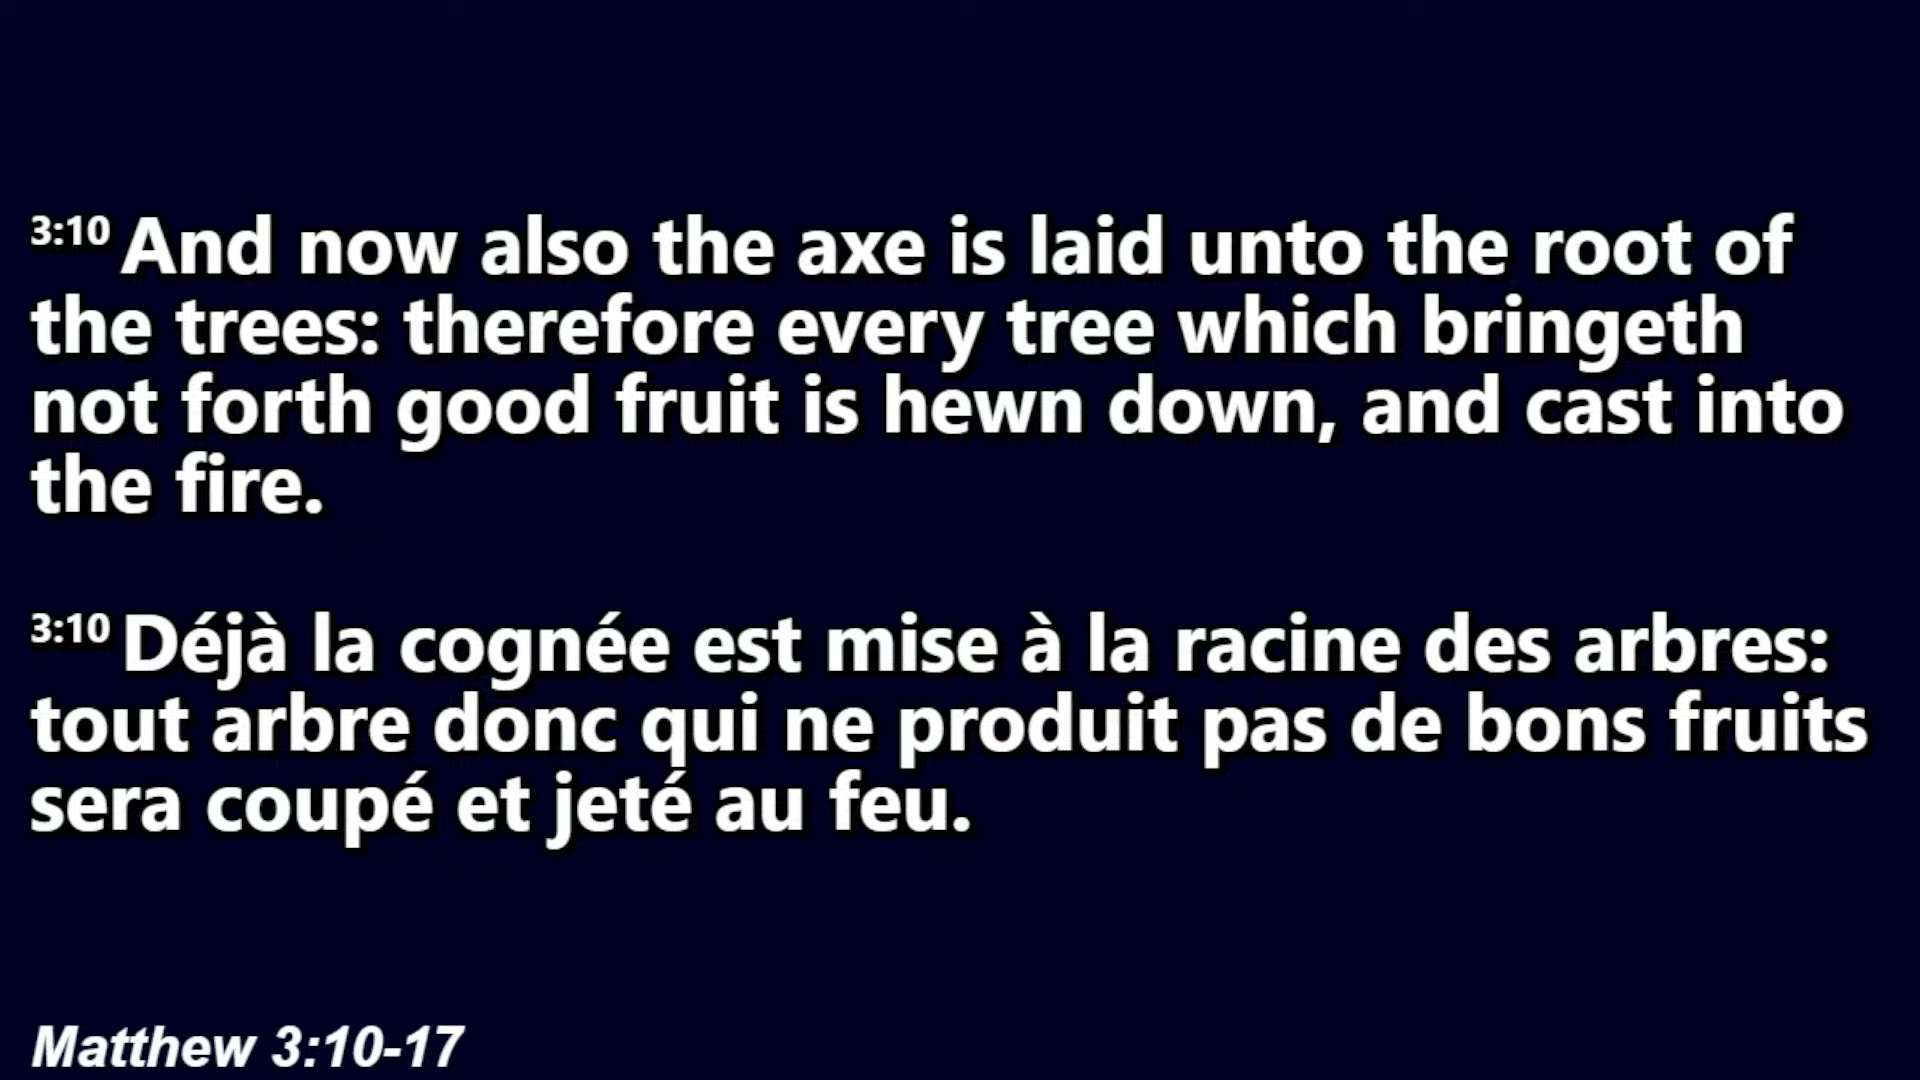 3:10 And now also the axe is laid unto the root of
the trees: therefore every tree which bringeth
not forth good fruit is hewn down, and cast into
the fire.
3:10 Déjà la cognée est mise à la racine des arbres:
tout arbre donc qui ne produit pas de bons fruits
sera coupé et jeté au feu.
Matthew 3:10-17